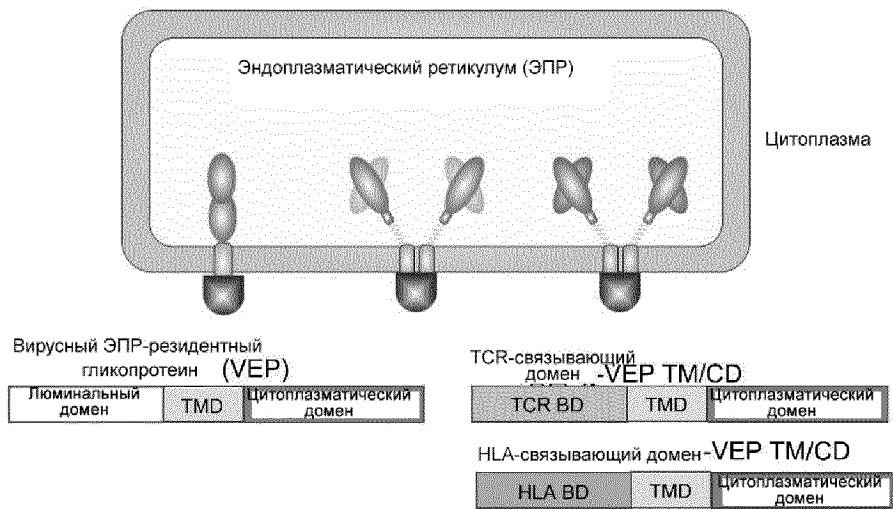 Эндоплазматический ретикулум (ЭПР)
Цитоплазма
Вирусный ЭПР-резидентный
гликопротеин (VEP)
Люминальный
домен
TMD
Цитоплазматический
домен
TCR-связывающий
домен -VEP TM/CD
TCR BD
TMD
Цитоплазматический
домен
HLA-связывающий домен-VEP TM/CD
HLA BD
TMD
Цитоплазматический
домен